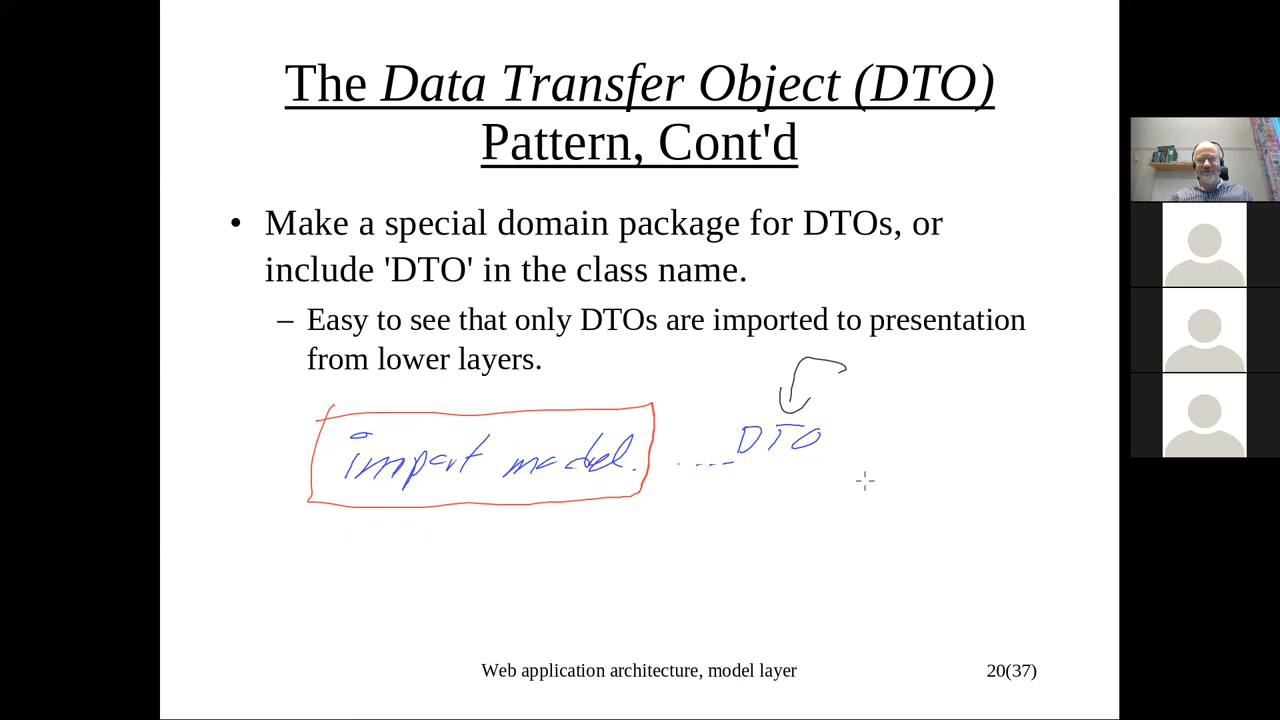 The Data Transfer Object (DTO)
Pattern, Cont'd
• Make a special domain package for DTOs, or
include 'DTO' in the class name.
– Easy to see that only DTOs are imported to presentation
from lower layers.
import model. .... DTO
Web application architecture, model layer 20(37)